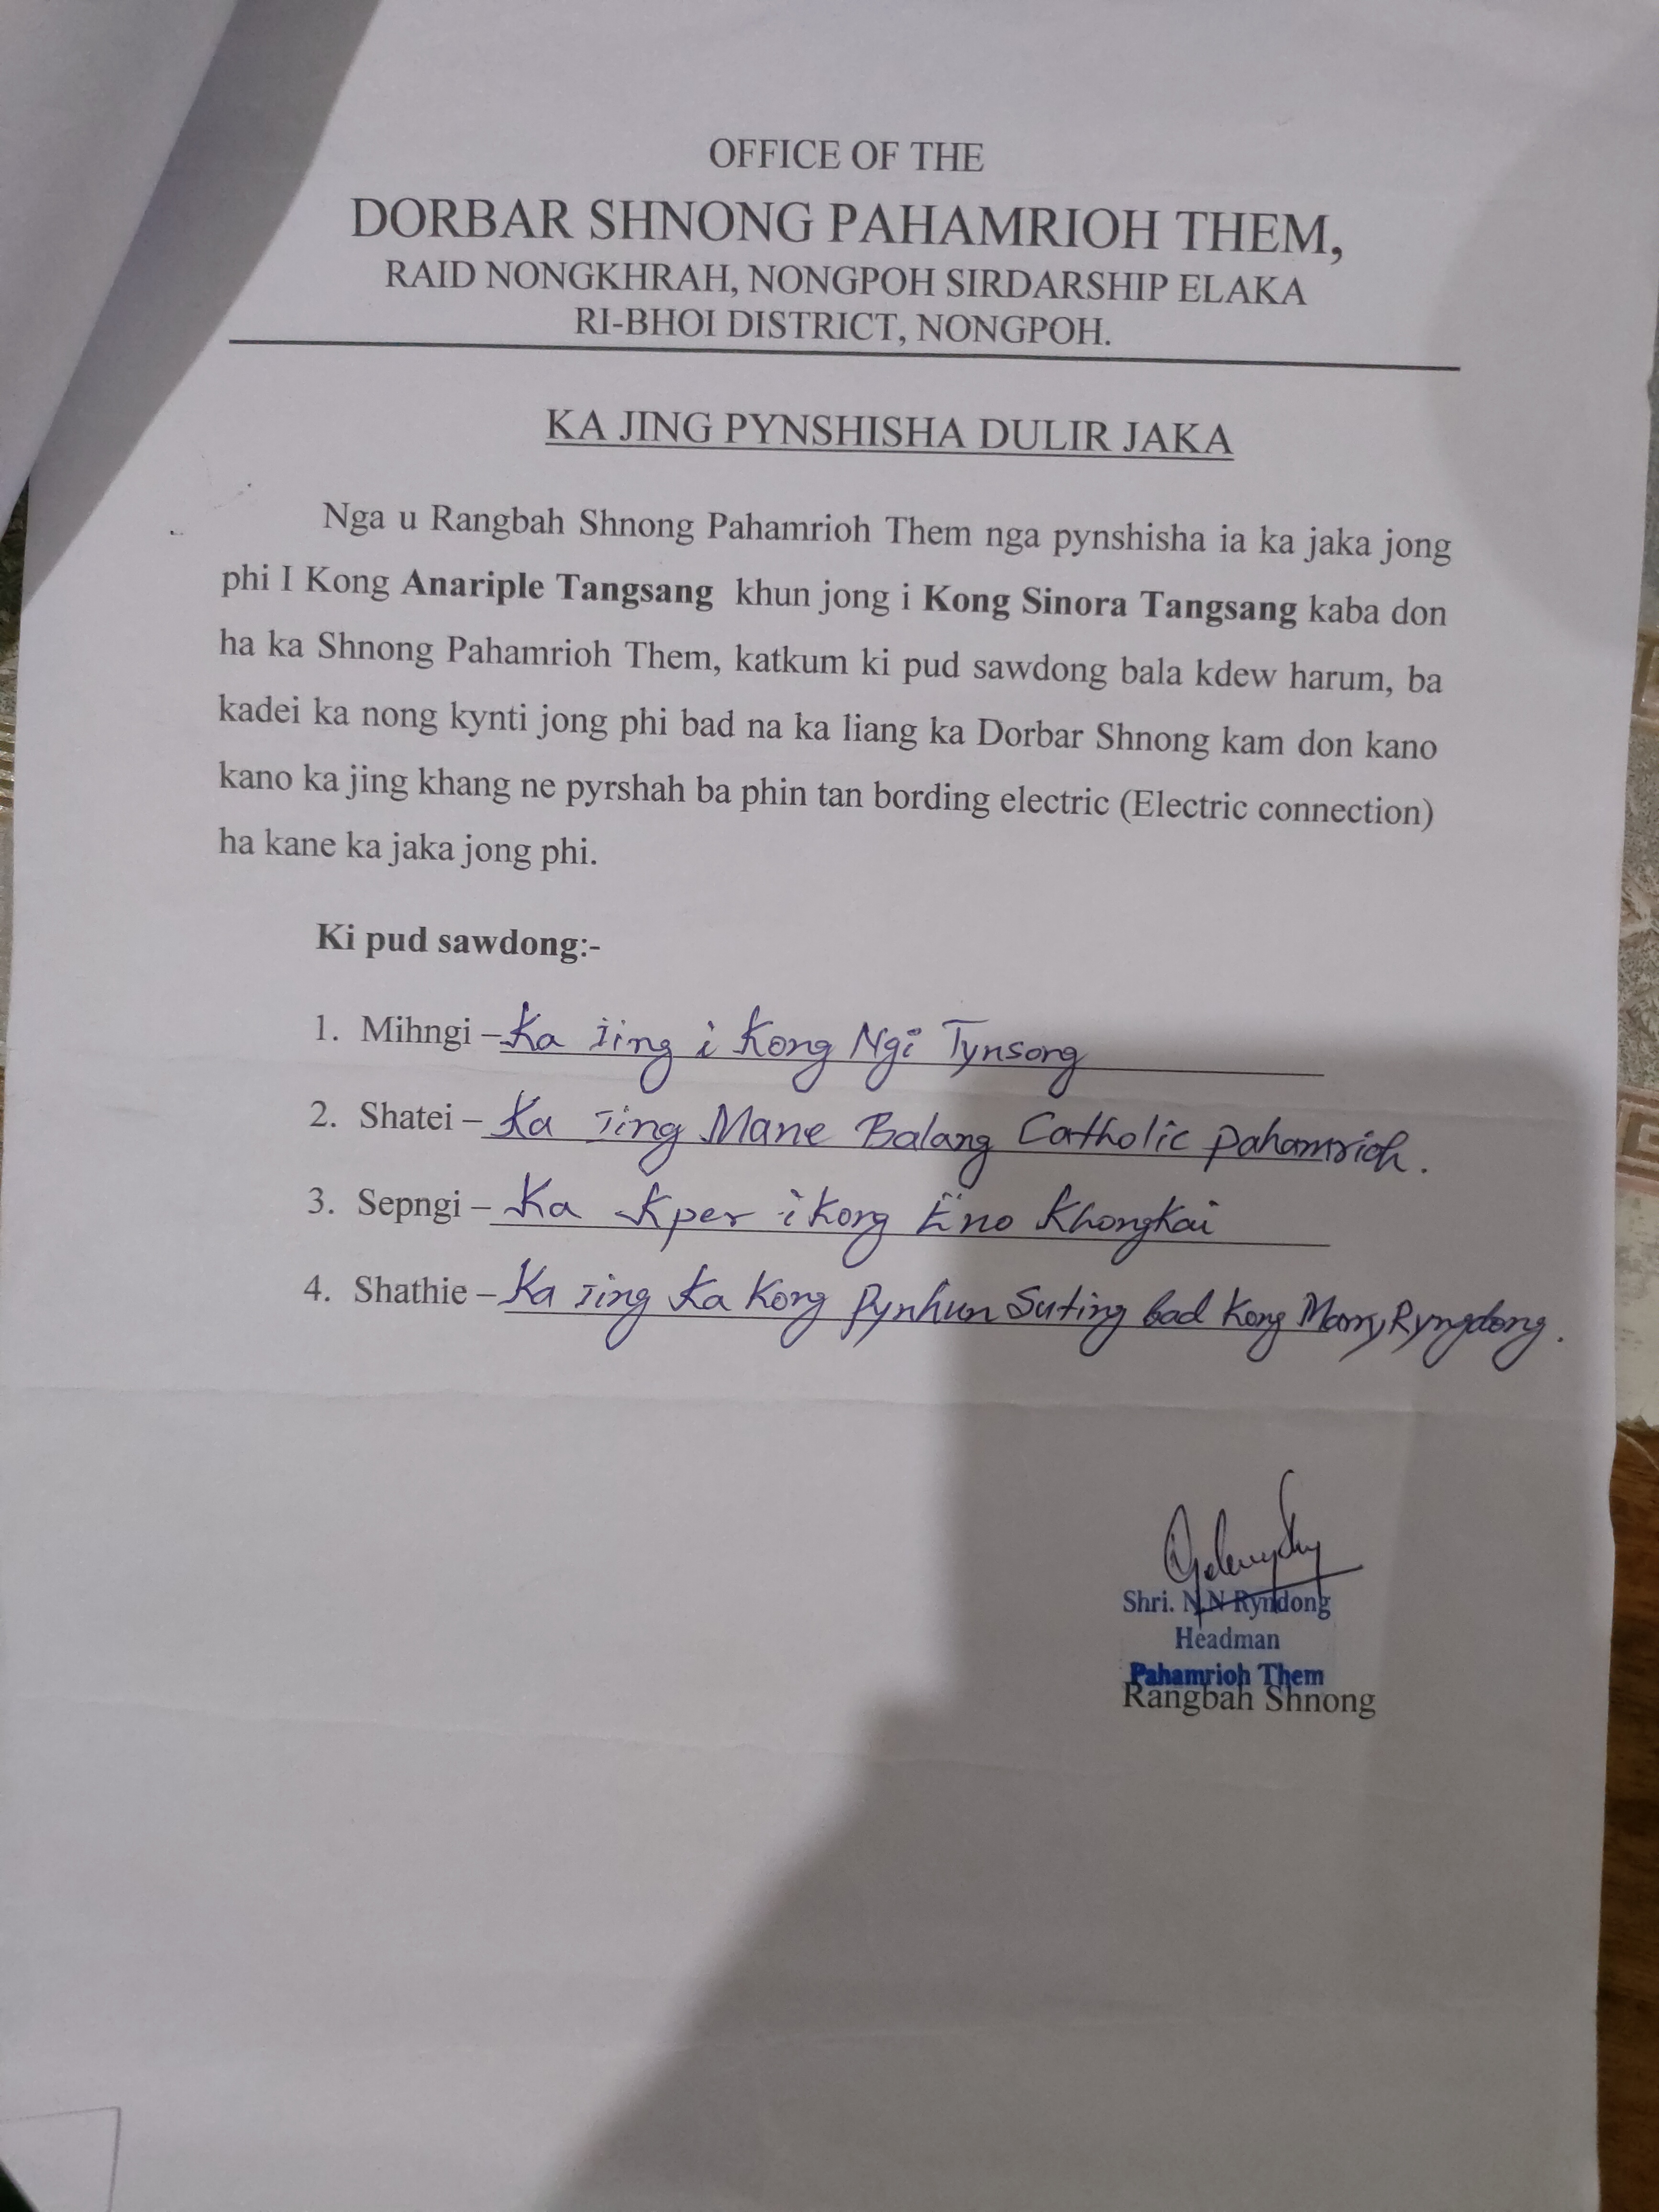 OFFICE OF THE
DORBAR SHNONG PAHAMRIOH THEM,
RAID NONGKHRAH, NONGPOH SIRDARSHIP ELAKA
RI-BHOI DISTRICT, NONGPOH.
KA JING PYNSHISHA DULIR JAKA
Nga u Rangbah Shnong Pahamrioh Them nga pynshisha ia ka jaka jong
phi I Kong Anariple Tangsang khun jong i Kong Sinora Tangsang kaba don
ha ka Shnong Pahamrioh Them, katkum ki pud sawdong bala kdew harum, ba
kadei ka nong kynti jong phi bad na ka liang ka Dorbar Shnong kam don kano
kano ka jing khang ne pyrshah ba phin tan bording electric (Electric connection)
ha kane ka jaka jong phi.
Ki pud sawdong:-
1. Mihngi – Ka Iing i Kong Ngi Tynsong
2. Shatei – Ka Iing Mane Balang Catholic Pahamrioh.
3. Sepngi – Ka Kper i Kong Khongkai
4. Shathie – Ka Iing Ka Kong Pynhun Suting bad Kong Ryngdong.
Shri. N.N Ryndong
Headman
Pahamrioh Them
Rangbah Shnong